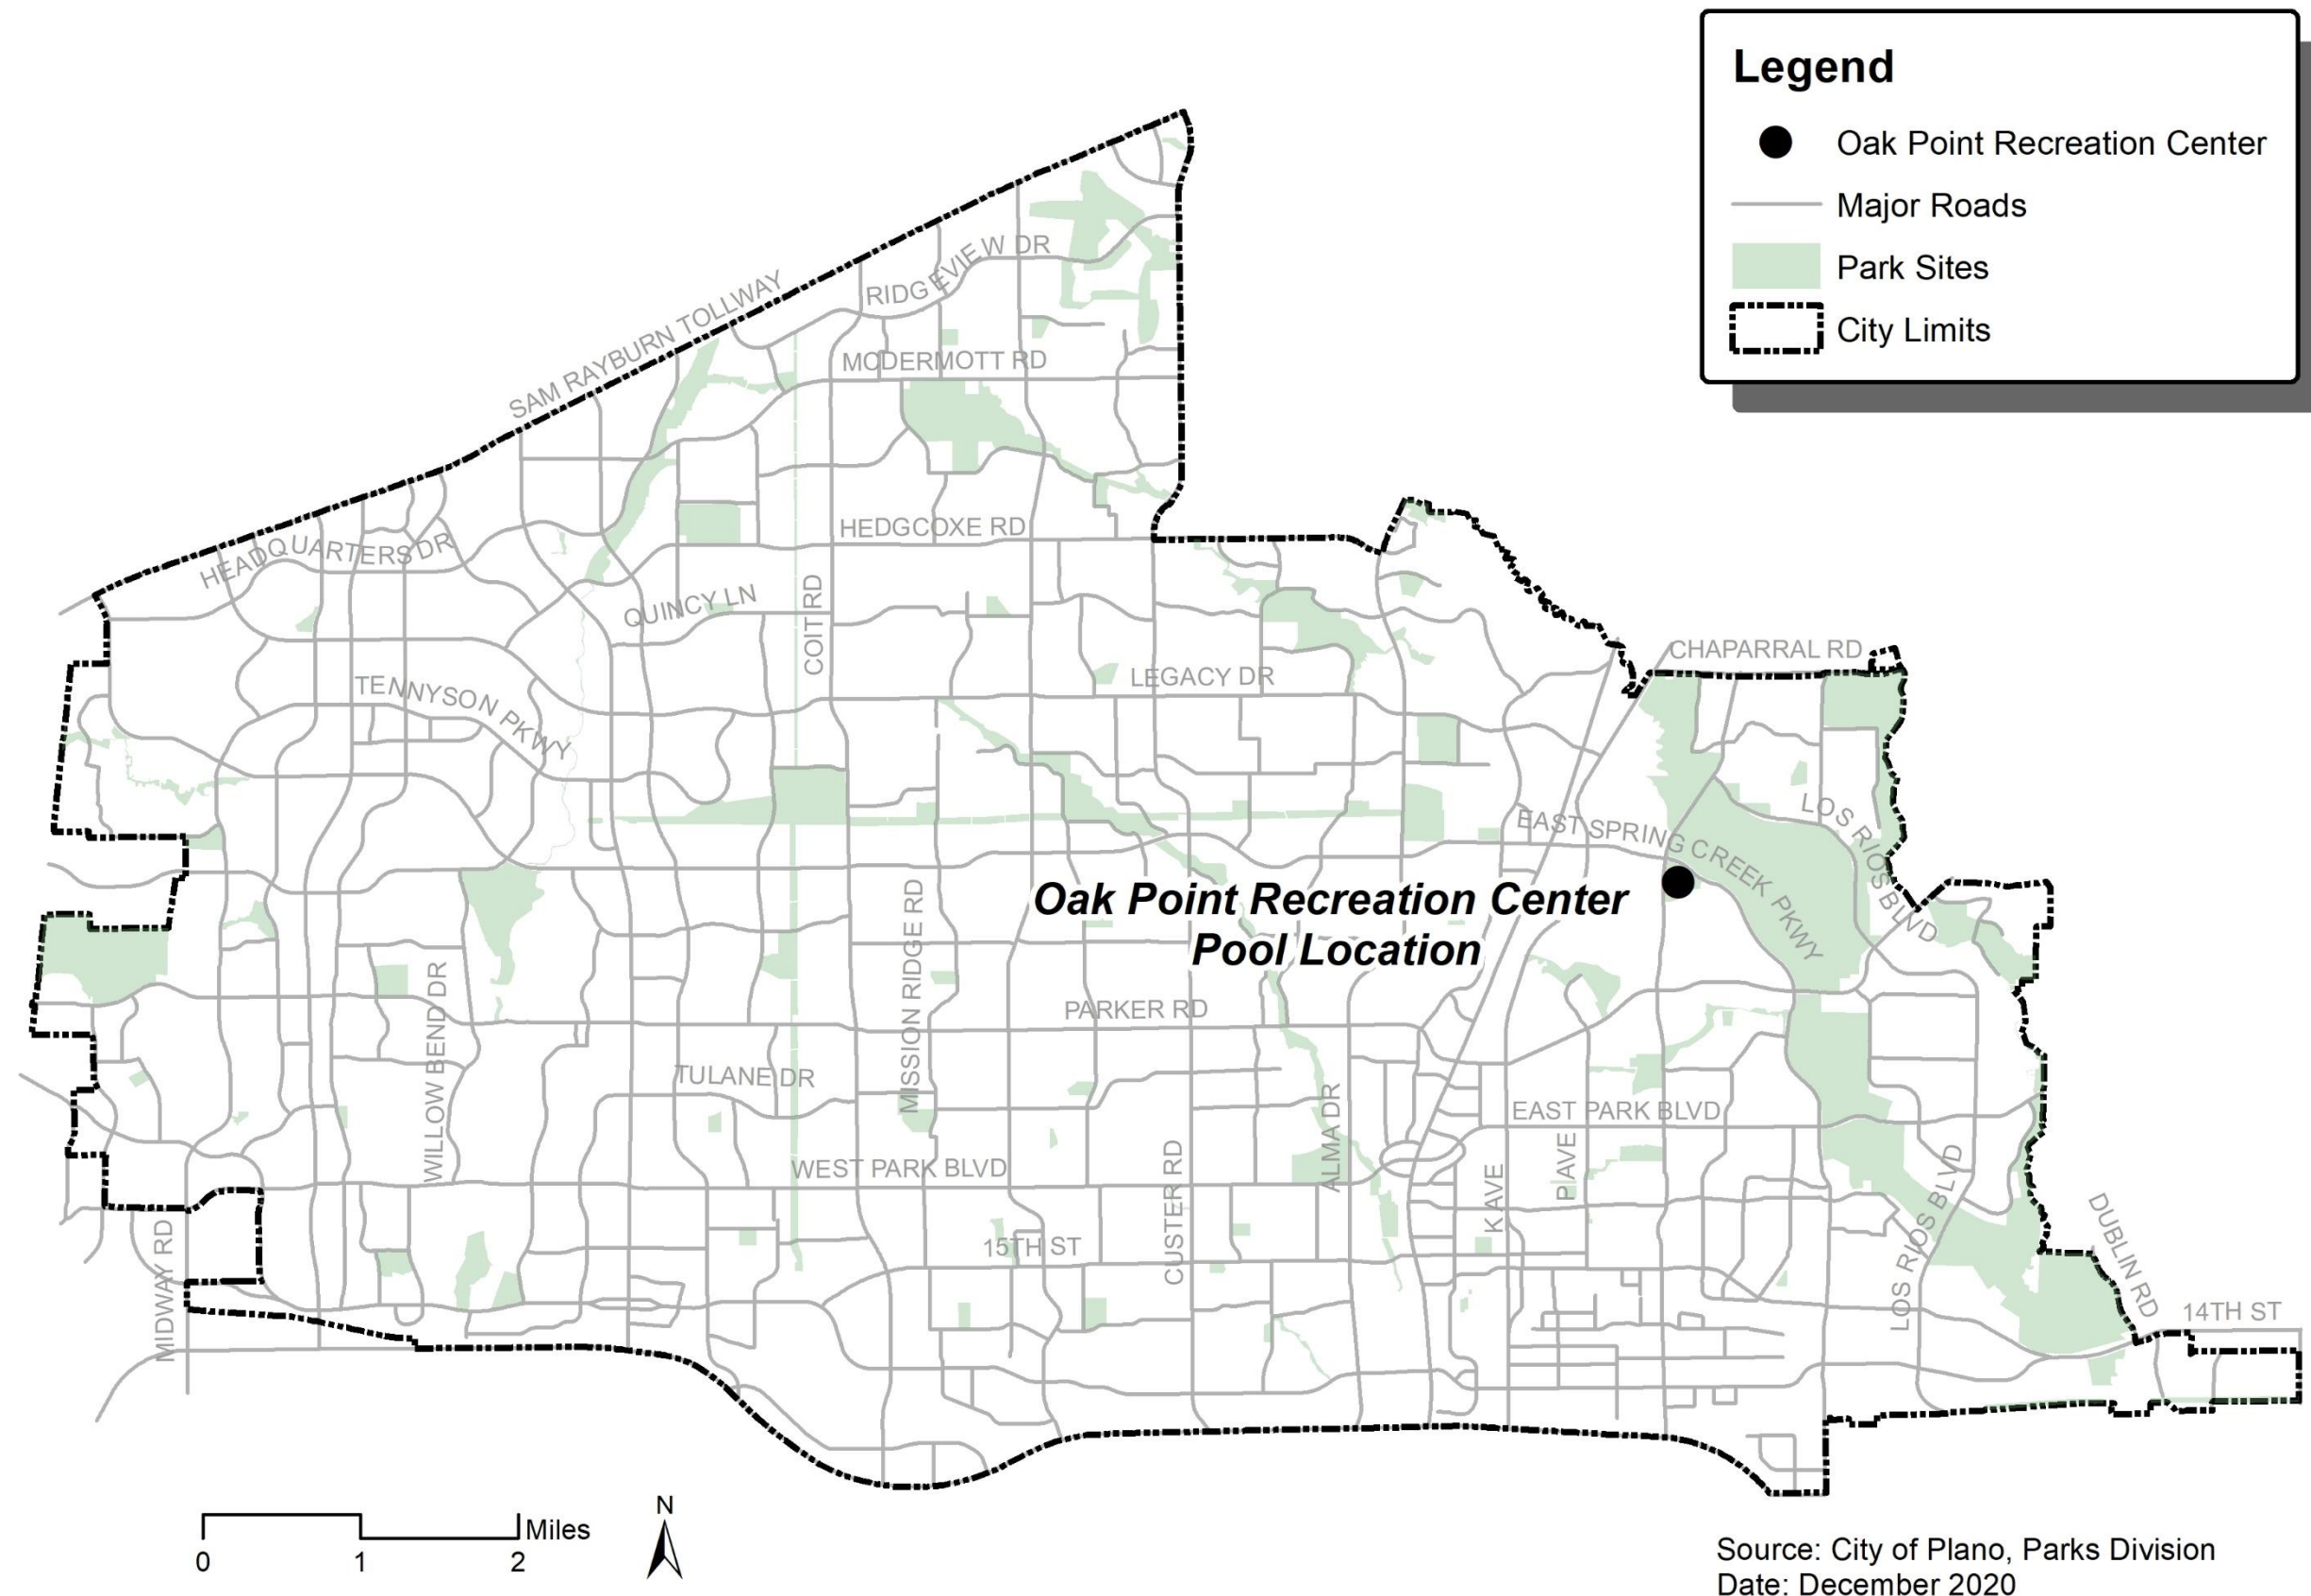 Legend
Oak Point Recreation Center
Major Roads
Park Sites
City Limits
RIDGEVIEW DR
SAM RAYBURN TOLLWAY
MCDERMOTT RD
HEADQUARTERS DR
HEDGCOXE RD
QUINCY LN
COIT RD
CHAPARRAL RD
LEGACY DR
TENNYSON PKWY
LOS RIOS BLVD
EAST SPRING CREEK PKWY
Oak Point Recreation Center
Pool Location
MISSION RIDGE RD
WILLOW BEND DR
PARKER RD
TULANE DR
EAST PARK BLVD
ALMA DR
WEST PARK BLVD
CUSTER RD
P AVE
K AVE
LOS RIOS BLVD
DUBLIN RD
15TH ST
MIDWAY RD
14TH ST
N
Miles
0 1 2
Source: City of Plano, Parks Division
Date: December 2020